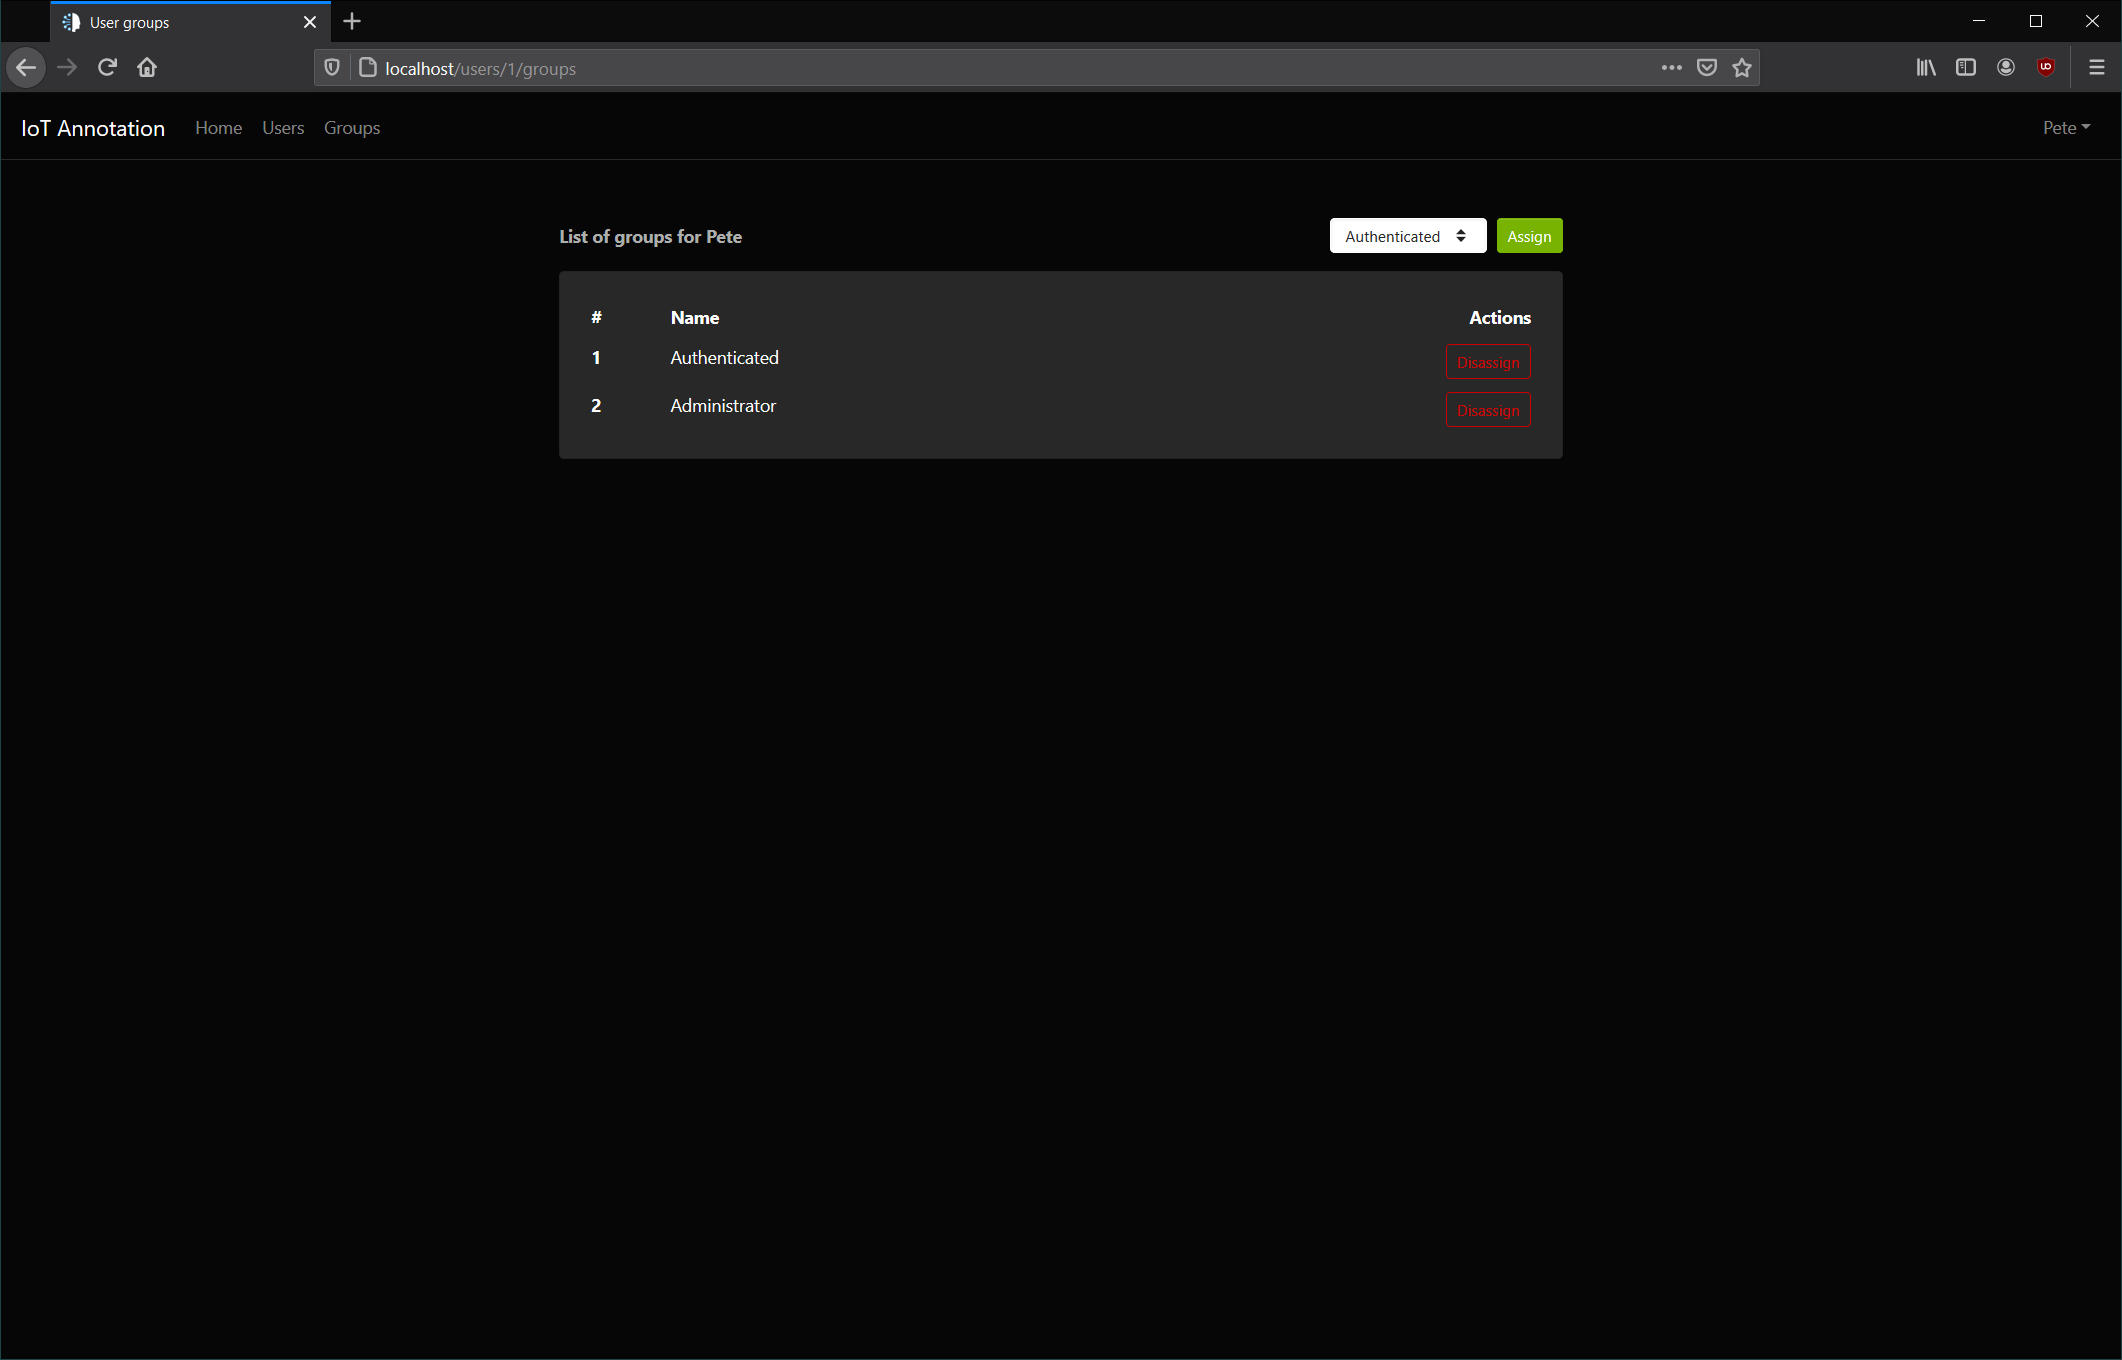 User groups
localhost/users/1/groups
IoT Annotation Home Users Groups Pete
List of groups for Pete Authenticated Assign
# Name Actions
1 Authenticated Disassign
2 Administrator Disassign